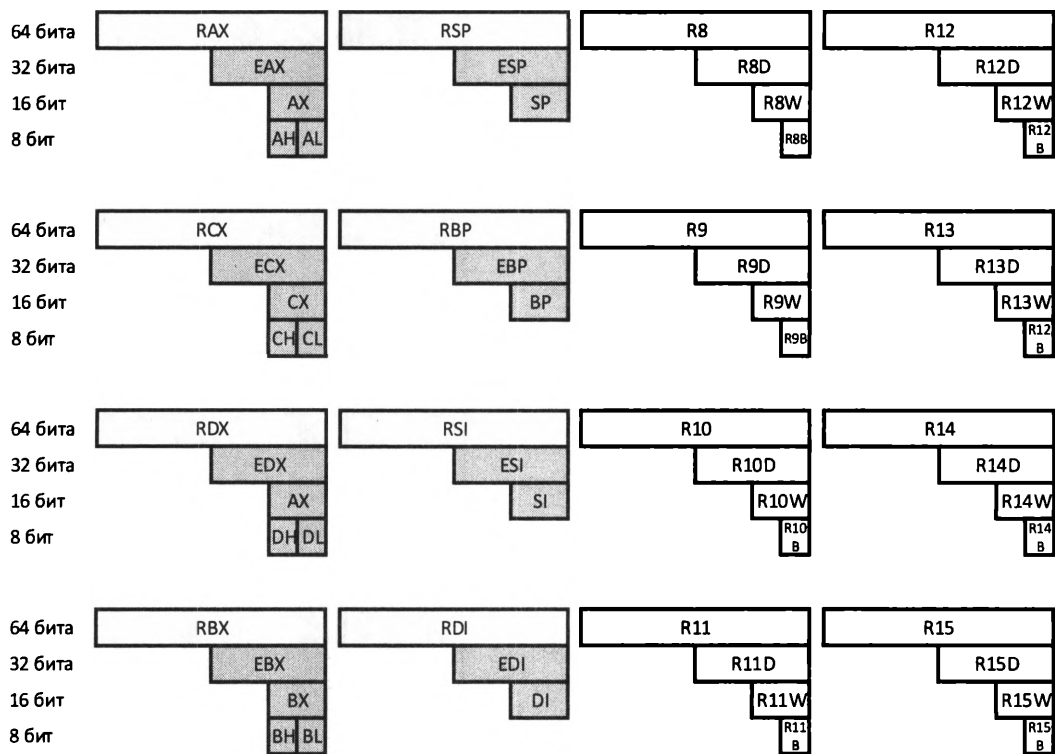 64 бита RAX RSP R8 R12
32 бита EAX ESP R8D R12D
16 бит AX SP R8W R12W
8 бит AH AL R8B R12 B
64 бита RCX RBP R9 R13
32 бита ECX EBP R9D R13D
16 бит CX BP R9W R13W
8 бит CH CL R9B R12 B
64 бита RDX RSI R10 R14
32 бита EDX ESI R10D R14D
16 бит AX SI R10W R14W
8 бит DH DL R10 B R14 B
64 бита RBX RDI R11 R15
32 бита EBX EDI R11D R15D
16 бит BX DI R11W R15W
8 бит BH BL R11 B R15 B